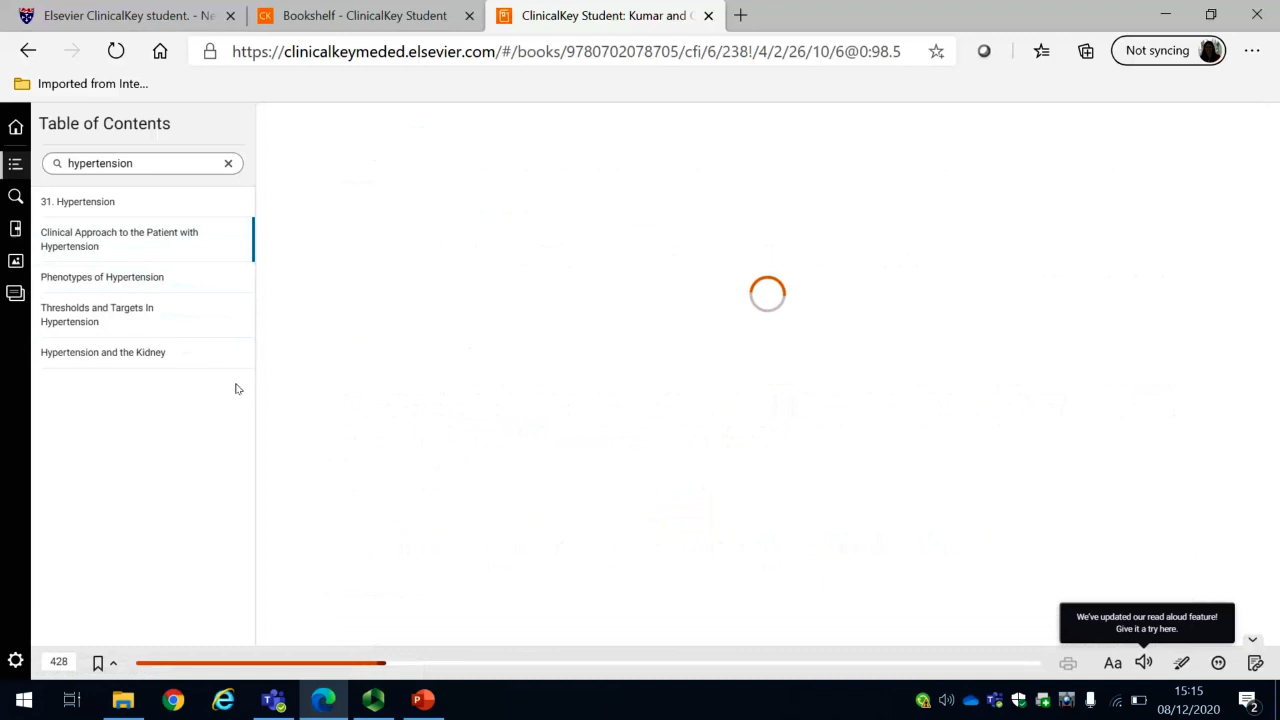 Elsevier ClinicalKey student. - Ne
Bookshelf - ClinicalKey Student
ClinicalKey Student: Kumar and C
https://clinicalkeymeded.elsevier.com/#/books/9780702078705/cfi/6/238!/4/2/26/10/6@0:98.5
Not syncing
Imported from Inte...
Table of Contents
hypertension
31. Hypertension
Clinical Approach to the Patient with
Hypertension
Phenotypes of Hypertension
Thresholds and Targets In
Hypertension
Hypertension and the Kidney
We've updated our read aloud feature!
Give it a try here.
428
Aa
15:15
08/12/2020
2